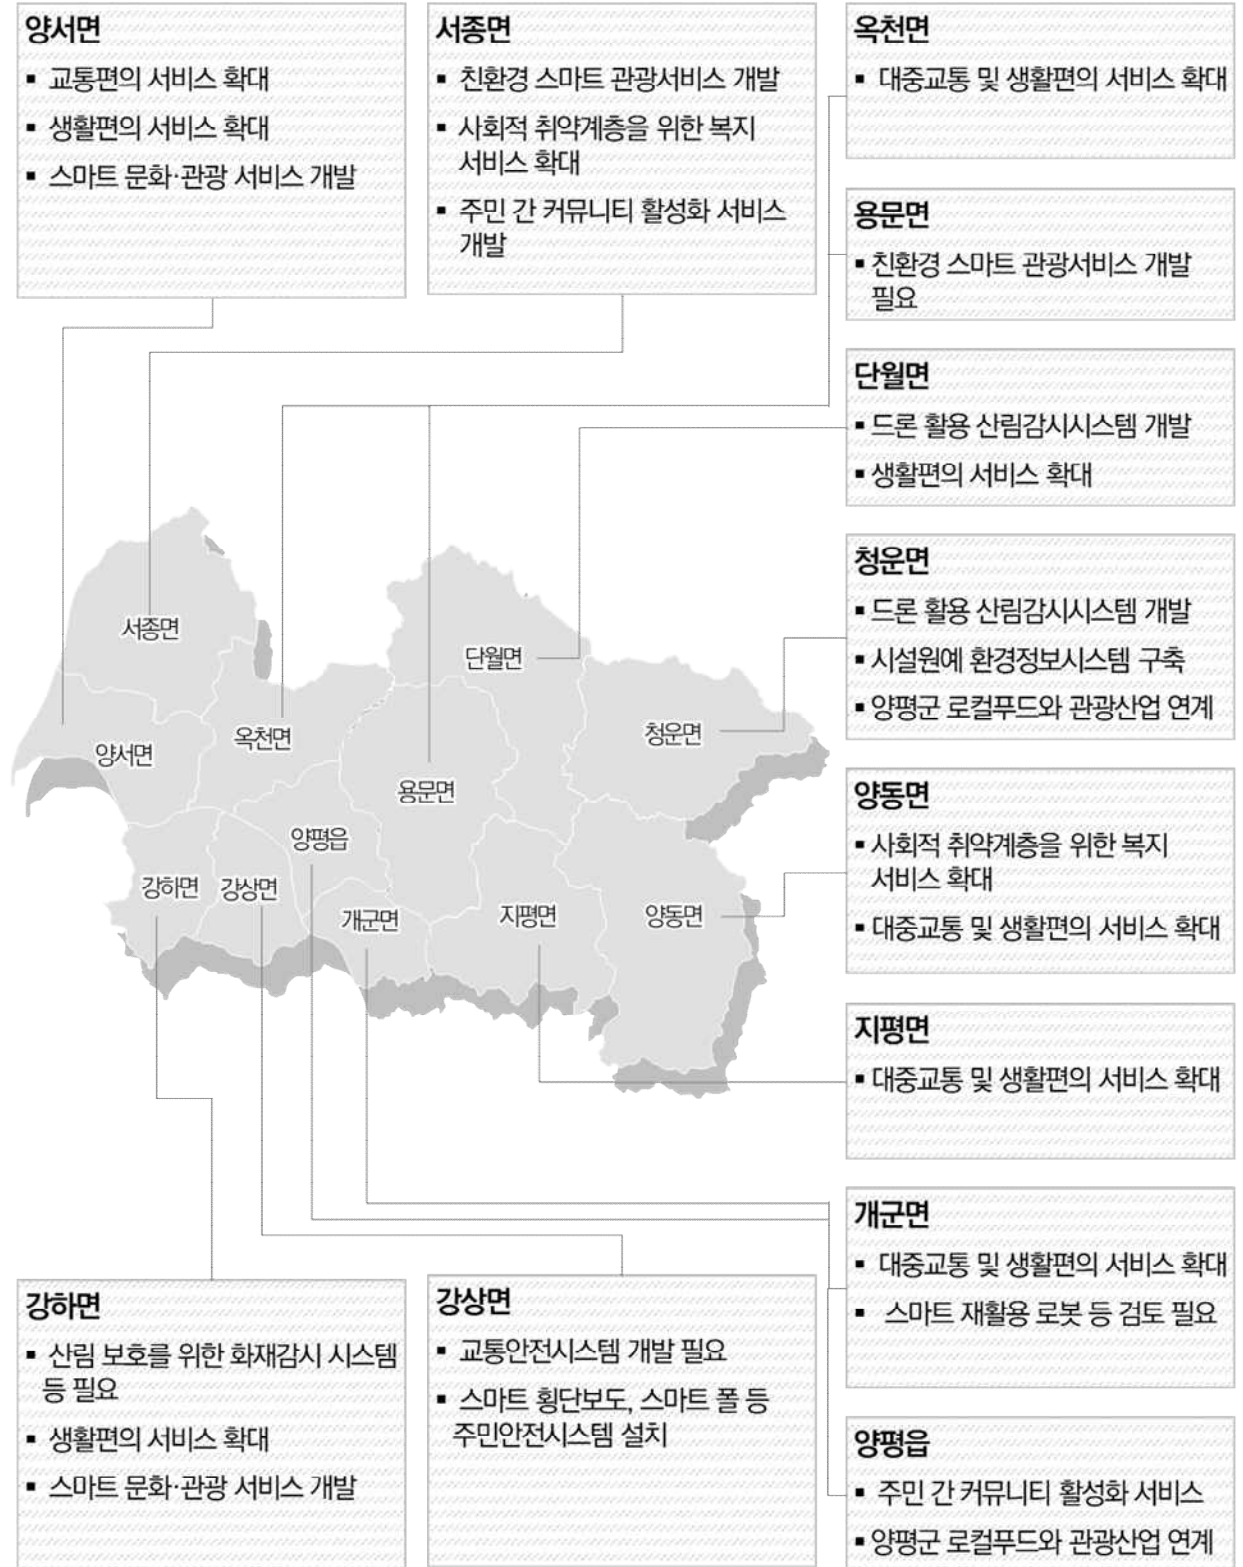 양서면
▪ 교통편의 서비스 확대
▪ 생활편의 서비스 확대
▪ 스마트 문화·관광 서비스 개발
서종면
▪ 친환경 스마트 관광서비스 개발
▪ 사회적 취약계층을 위한 복지
서비스 확대
▪ 주민 간 커뮤니티 활성화 서비스
개발
옥천면
▪ 대중교통 및 생활편의 서비스 확대
용문면
▪ 친환경 스마트 관광서비스 개발
필요
단월면
▪ 드론 활용 산림감시시스템 개발
▪ 생활편의 서비스 확대
청운면
▪ 드론 활용 산림감시시스템 개발
▪ 시설원예 환경정보시스템 구축
▪ 양평군 로컬푸드와 관광산업 연계
양동면
▪ 사회적 취약계층을 위한 복지
서비스 확대
▪ 대중교통 및 생활편의 서비스 확대
지평면
▪ 대중교통 및 생활편의 서비스 확대
개군면
▪ 대중교통 및 생활편의 서비스 확대
▪ 스마트 재활용 로봇 등 검토 필요
양평읍
▪ 주민 간 커뮤니티 활성화 서비스
▪ 양평군 로컬푸드와 관광산업 연계
서종면
단월면
옥천면
청운면
양서면
용문면
양평읍
강하면
강상면
개군면
지평면
양동면
강하면
▪ 산림 보호를 위한 화재감시 시스템
등 필요
▪ 생활편의 서비스 확대
▪ 스마트 문화·관광 서비스 개발
강상면
▪ 교통안전시스템 개발 필요
▪ 스마트 횡단보도, 스마트 폴 등
주민안전시스템 설치